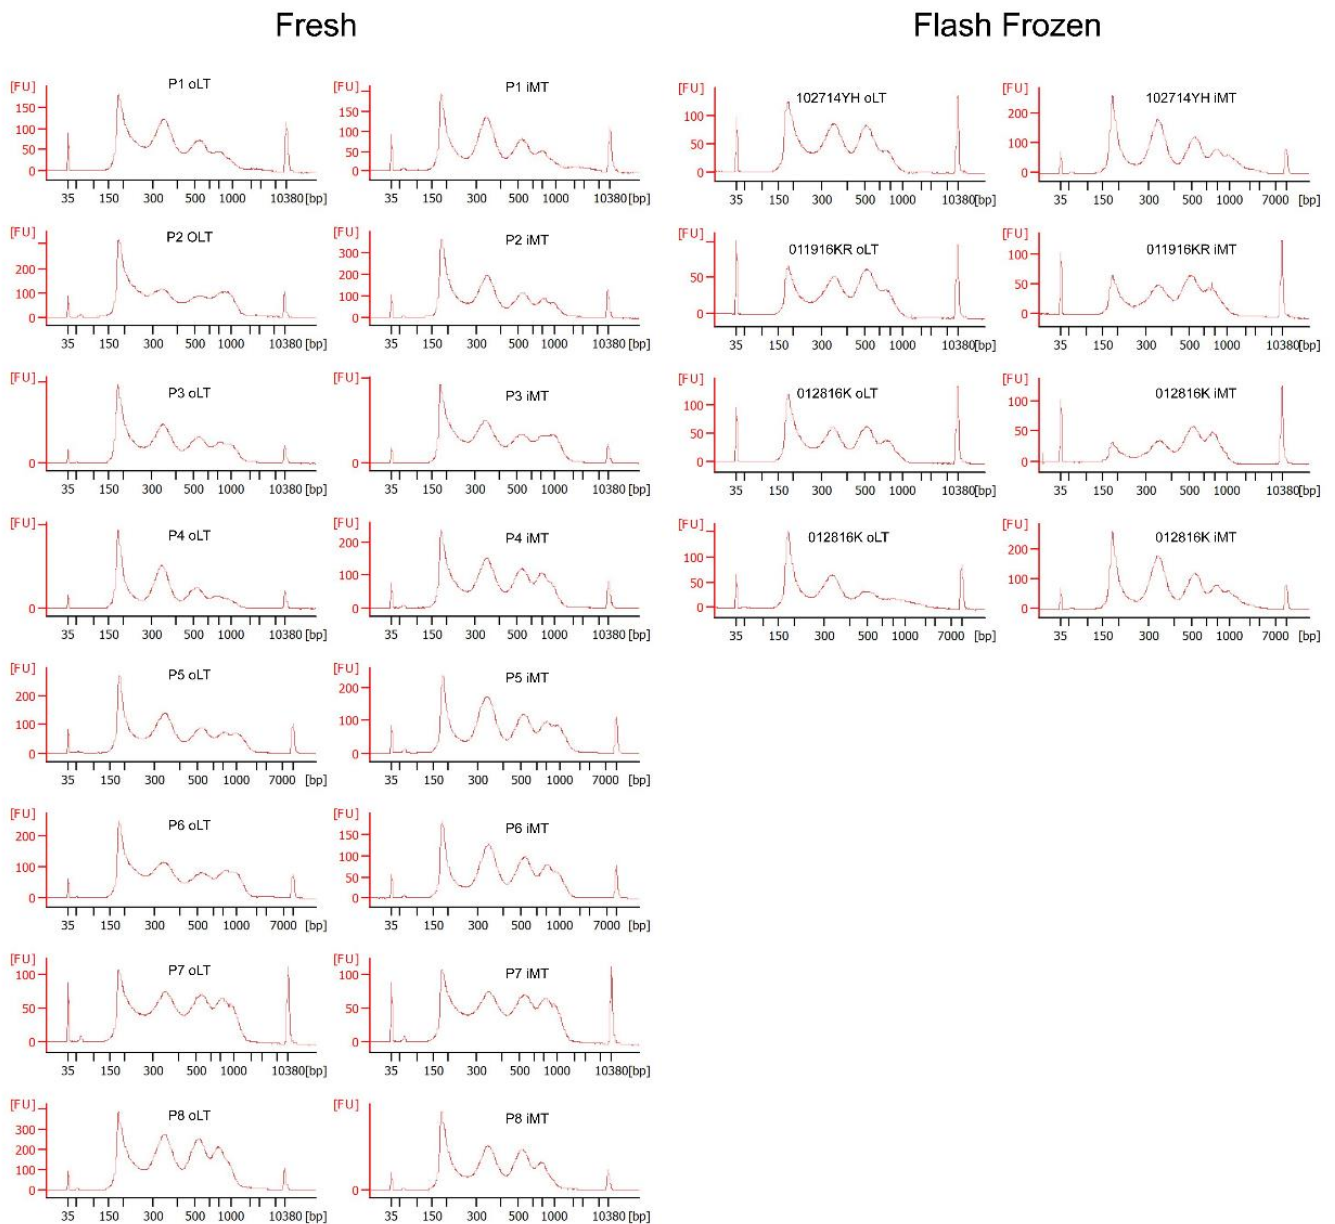 Fresh
Flash Frozen
[FU] P1 oLT
150
100
50
0
35 150 300 500 1000 10380 [bp]
[FU] P1 iMT
150
100
50
0
35 150 300 500 1000 10380 [bp]
[FU] 102714YH oLT
100
50
0
35 150 300 500 1000 10380[bp]
[FU] 102714YH iMT
200
100
0
35 150 300 500 1000 7000 [bp]
[FU] P2 OLT
200
100
0
35 150 300 500 1000 10380 [bp]
[FU] P2 iMT
300
200
100
0
35 150 300 500 1000 10380 [bp]
[FU] 011916KR oLT
50
0
35 150 300 500 1000 10380[bp]
[FU] 011916KR iMT
100
50
0
35 150 300 500 1000 10380[bp]
[FU] P3 oLT
0
35 150 300 500 1000 10380 [bp]
[FU] P3 iMT
0
35 150 300 500 1000 10380 [bp]
[FU] 012816K oLT
100
50
0
35 150 300 500 1000 10380[bp]
[FU] 012816K iMT
100
50
0
35 150 300 500 1000 10380[bp]
[FU] P4 oLT
0
35 150 300 500 1000 10380 [bp]
[FU] P4 iMT
200
100
0
35 150 300 500 1000 10380 [bp]
[FU] 012816K oLT
100
50
0
35 150 300 500 1000 7000 [bp]
[FU] 012816K iMT
200
100
0
35 150 300 500 1000 7000 [bp]
[FU] P5 oLT
200
100
0
35 150 300 500 1000 7000 [bp]
[FU] P5 iMT
200
100
0
35 150 300 500 1000 7000 [bp]
[FU] P6 oLT
200
100
0
35 150 300 500 1000 7000 [bp]
[FU] P6 iMT
150
100
50
0
35 150 300 500 1000 7000 [bp]
[FU] P7 oLT
100
50
0
35 150 300 500 1000 10380[bp]
[FU] P7 iMT
100
50
0
35 150 300 500 1000 10380[bp]
[FU] P8 oLT
300
200
100
0
35 150 300 500 1000 10380 [bp]
[FU] P8 iMT
0
35 150 300 500 1000 10380 [bp]